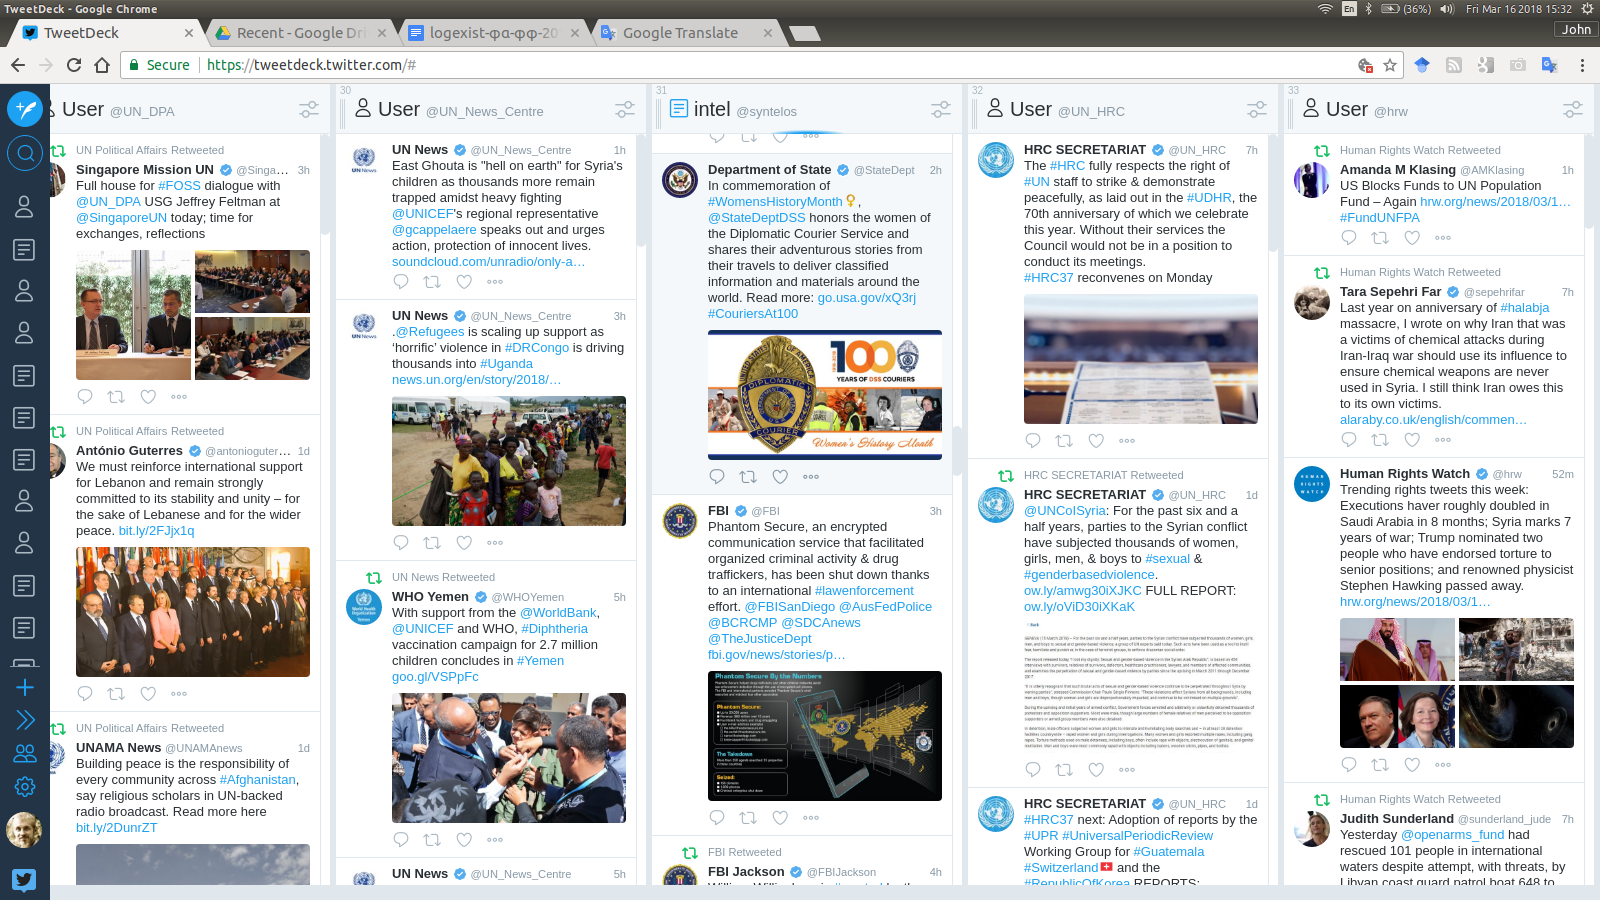 TweetDeck - Google Chrome
En
(36%)
Fri Mar 16 2018 15:32
TweetDeck
Recent - Google Dri
logexist-φα-φφ-20
Google Translate
John
Secure
https://tweetdeck.twitter.com/#
User @UN_DPA
UN Political Affairs Retweeted
Singapore Mission UN @Singa… 3h
Full house for #FOSS dialogue with
@UN_DPA USG Jeffrey Feltman at
@SingaporeUN today; time for
exchanges, reflections
UN Political Affairs Retweeted
António Guterres @antonioguter… 1d
We must reinforce international support
for Lebanon and remain strongly
committed to its stability and unity – for
the sake of Lebanese and for the wider
peace. bit.ly/2FJjx1q
UN Political Affairs Retweeted
UNAMA News @UNAMAnews 1d
Building peace is the responsibility of
every community across #Afghanistan,
say religious scholars in UN-backed
radio broadcast. Read more here
bit.ly/2DunrZT
30
User @UN_News_Centre
UN News @UN_News_Centre 1h
East Ghouta is "hell on earth" for Syria's
children as thousands more remain
trapped amidst heavy fighting
@UNICEF's regional representative
@gcappelaere speaks out and urges
action, protection of innocent lives.
soundcloud.com/unradio/only-a…
UN News @UN_News_Centre 3h
.@Refugees is scaling up support as
‘horrific’ violence in #DRCongo is driving
thousands into #Uganda
news.un.org/en/story/2018/…
UN News Retweeted
WHO Yemen @WHOYemen 5h
With support from the @WorldBank,
@UNICEF and WHO, #Diphtheria
vaccination campaign for 2.7 million
children concludes in #Yemen
goo.gl/VSPpFc
UN News @UN_News_Centre 5h
31
intel @syntelos
Department of State @StateDept 2h
In commemoration of
#WomensHistoryMonth ,
@StateDeptDSS honors the women of
the Diplomatic Courier Service and
shares their adventurous stories from
their travels to deliver classified
information and materials around the
world. Read more: go.usa.gov/xQ3rj
#CouriersAt100
DIPLOMATIC
COURIER
100
YEARS OF DSS COURIERS
Women's History Month
FBI @FBI 3h
Phantom Secure, an encrypted
communication service that facilitated
organized criminal activity & drug
traffickers, has been shut down thanks
to an international #lawenforcement
effort. @FBISanDiego @AusFedPolice
@BCRCMP @SDCAnews
@TheJusticeDept
fbi.gov/news/stories/p…
Phantom Secure By the Numbers
Phantom Secure:
The Takedown
Seized:
FBI Retweeted
FBI Jackson @FBIJackson 4h
32
User @UN_HRC
HRC SECRETARIAT @UN_HRC 7h
The #HRC fully respects the right of
#UN staff to strike & demonstrate
peacefully, as laid out in the #UDHR, the
70th anniversary of which we celebrate
this year. Without their services the
Council would not be in a position to
conduct its meetings.
#HRC37 reconvenes on Monday
HRC SECRETARIAT Retweeted
HRC SECRETARIAT @UN_HRC 1d
@UNCoISyria: For the past six and a
half years, parties to the Syrian conflict
have subjected thousands of women,
girls, men, & boys to #sexual &
#genderbasedviolence.
ow.ly/amwg30iXJKC FULL REPORT:
ow.ly/oViD30iXKaK
HRC SECRETARIAT @UN_HRC 1d
#HRC37 next: Adoption of reports by the
#UPR #UniversalPeriodicReview
Working Group for #Guatemala
#Switzerland and the
#RepublicOfKorea REPORTS:
33
User @hrw
Human Rights Watch Retweeted
Amanda M Klasing @AMKlasing 1h
US Blocks Funds to UN Population
Fund – Again hrw.org/news/2018/03/1…
#FundUNFPA
Human Rights Watch Retweeted
Tara Sepehri Far @sepehrifar 7h
Last year on anniversary of #halabja
massacre, I wrote on why Iran that was
a victims of chemical attacks during
Iran-Iraq war should use its influence to
ensure chemical weapons are never
used in Syria. I still think Iran owes this
to its own victims.
alaraby.co.uk/english/commen…
HUMAN
RIGHTS
WATCH
Human Rights Watch @hrw 52m
Trending rights tweets this week:
Executions haver roughly doubled in
Saudi Arabia in 8 months; Syria marks 7
years of war; Trump nominated two
people who have endorsed torture to
senior positions; and renowned physicist
Stephen Hawking passed away.
hrw.org/news/2018/03/1…
Human Rights Watch Retweeted
Judith Sunderland @sunderland_jude 7h
Yesterday @openarms_fund had
rescued 101 people in international
waters despite attempt, with threats, by
Libyan coast guard patrol boat 648 to